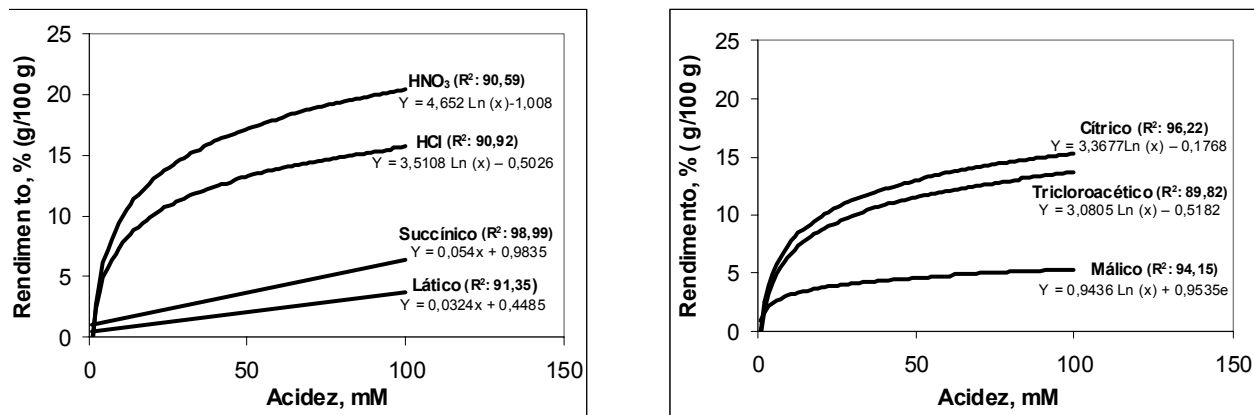 Rendimento, % (g/100 g)
25
20
15
10
5
0
HNO₃ (R²: 90,59)
Y = 4,652 Ln (x)-1,008
HCl (R²: 90,92)
Y = 3,5108 Ln (x) – 0,5026
Succínico (R²: 98,99)
Y = 0,054x + 0,9835
Lático (R²: 91,35)
Y = 0,0324x + 0,4485
0 50 100 150
Acidez, mM
Rendimento, % ( g/100 g)
25
20
15
10
5
0
Cítrico (R²: 96,22)
Y = 3,3677Ln (x) – 0,1768
Tricloroacético (R²: 89,82)
Y = 3,0805 Ln (x) – 0,5182
Málico (R²: 94,15)
Y = 0,9436 Ln (x) + 0,9535e
0 50 100 150
Acidez, mM